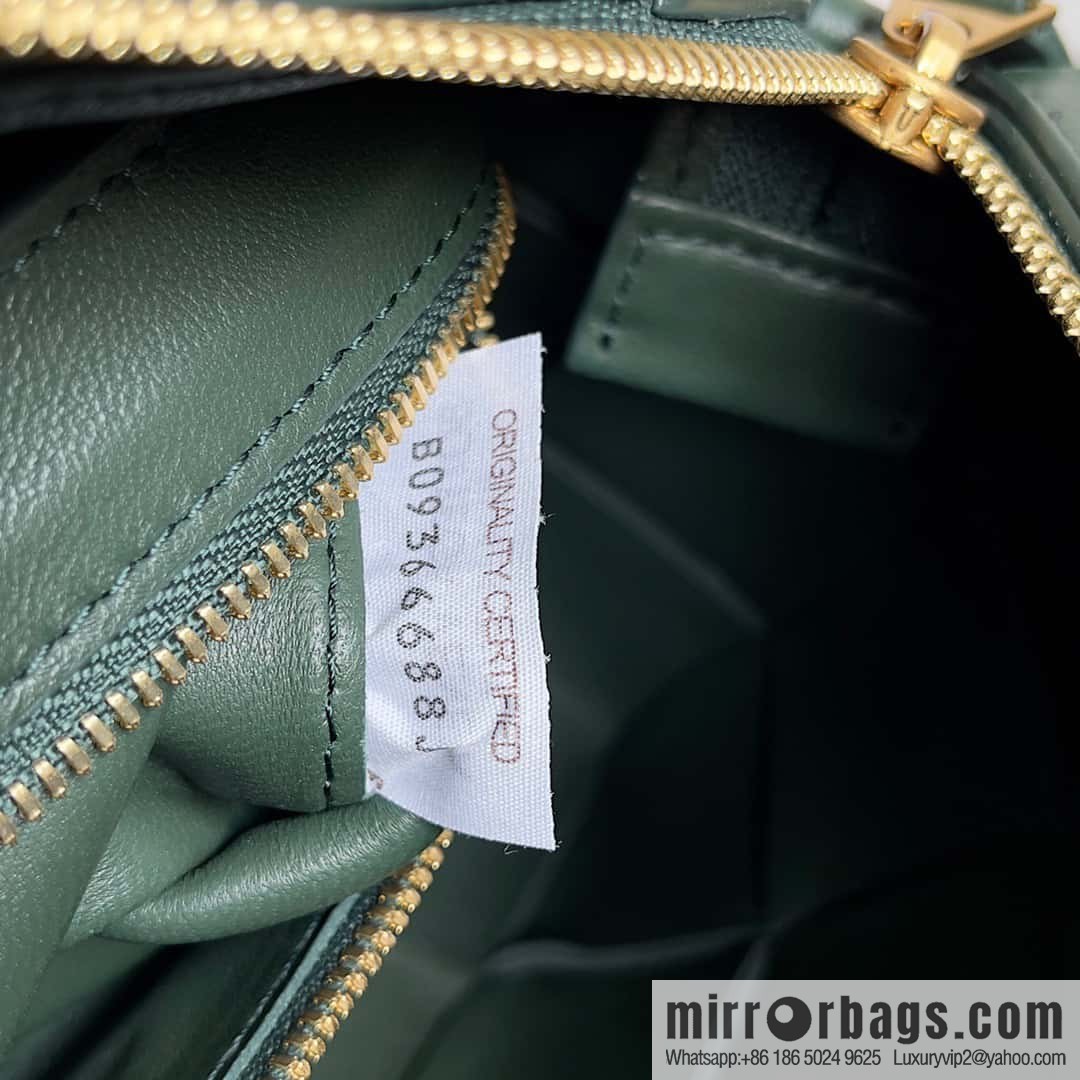 ORIGINALITY CERTIFIED
B09366688J
mirrorbags.com
Whatsapp:+86 186 5024 9625 Luxuryvip2@yahoo.com